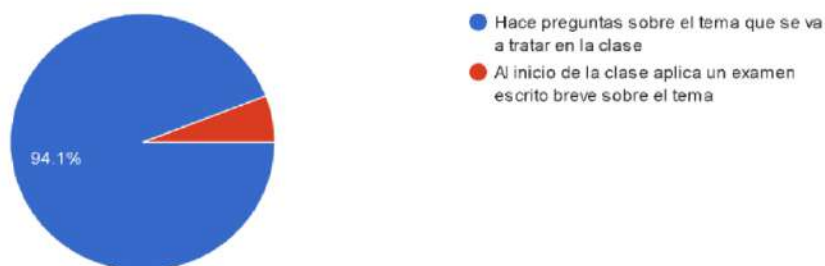 Hace preguntas sobre el tema que se va
a tratar en la clase
Al inicio de la clase aplica un examen
escrito breve sobre el tema
94.1%